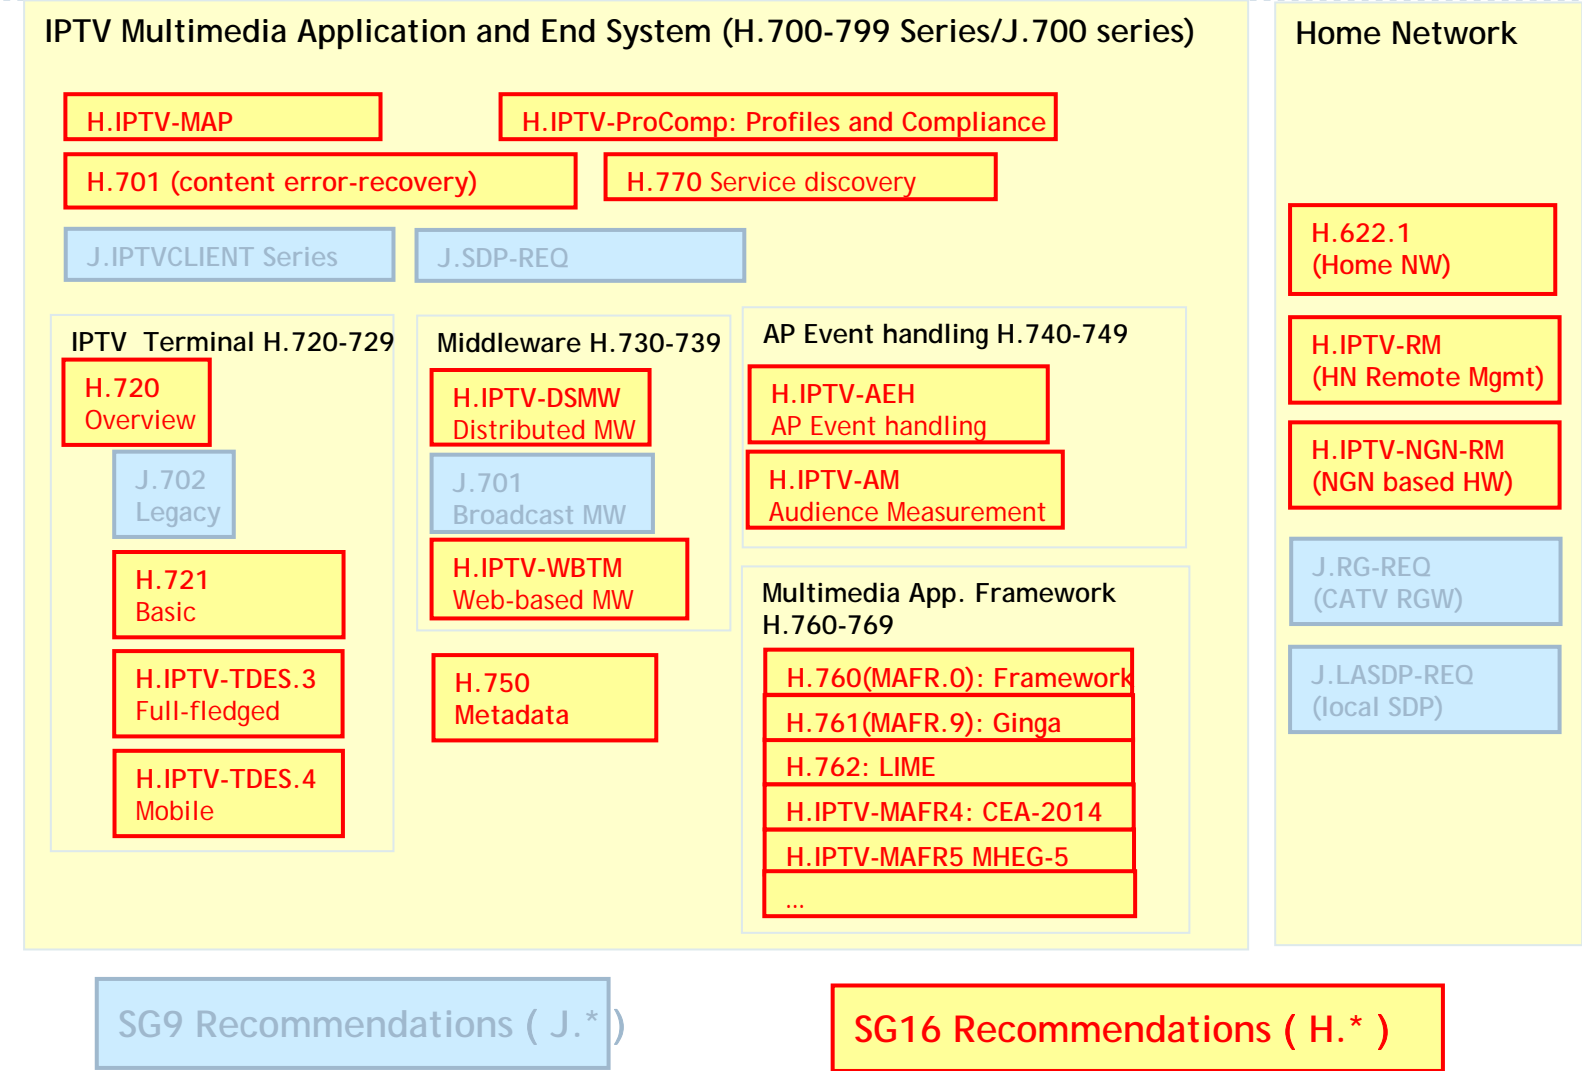 IPTV Multimedia Application and End System (H.700-799 Series/J.700 series)
H.IPTV-MAP
H.IPTV-ProComp: Profiles and Compliance
H.701 (content error-recovery)
H.770 Service discovery
J.IPTVCLIENT Series
J.SDP-REQ
IPTV Terminal H.720-729
H.720
Overview
J.702
Legacy
H.721
Basic
H.IPTV-TDES.3
Full-fledged
H.IPTV-TDES.4
Mobile
Middleware H.730-739
H.IPTV-DSMW
Distributed MW
J.701
Broadcast MW
H.IPTV-WBTM
Web-based MW
H.750
Metadata
AP Event handling H.740-749
H.IPTV-AEH
AP Event handling
H.IPTV-AM
Audience Measurement
Multimedia App. Framework
H.760-769
H.760(MAFR.0): Framework
H.761(MAFR.9): Ginga
H.762: LIME
H.IPTV-MAFR4: CEA-2014
H.IPTV-MAFR5 MHEG-5
...
Home Network
H.622.1
(Home NW)
H.IPTV-RM
(HN Remote Mgmt)
H.IPTV-NGN-RM
(NGN based HW)
J.RG-REQ
(CATV RGW)
J.LASDP-REQ
(local SDP)
SG9 Recommendations ( J.* )
SG16 Recommendations ( H.* )